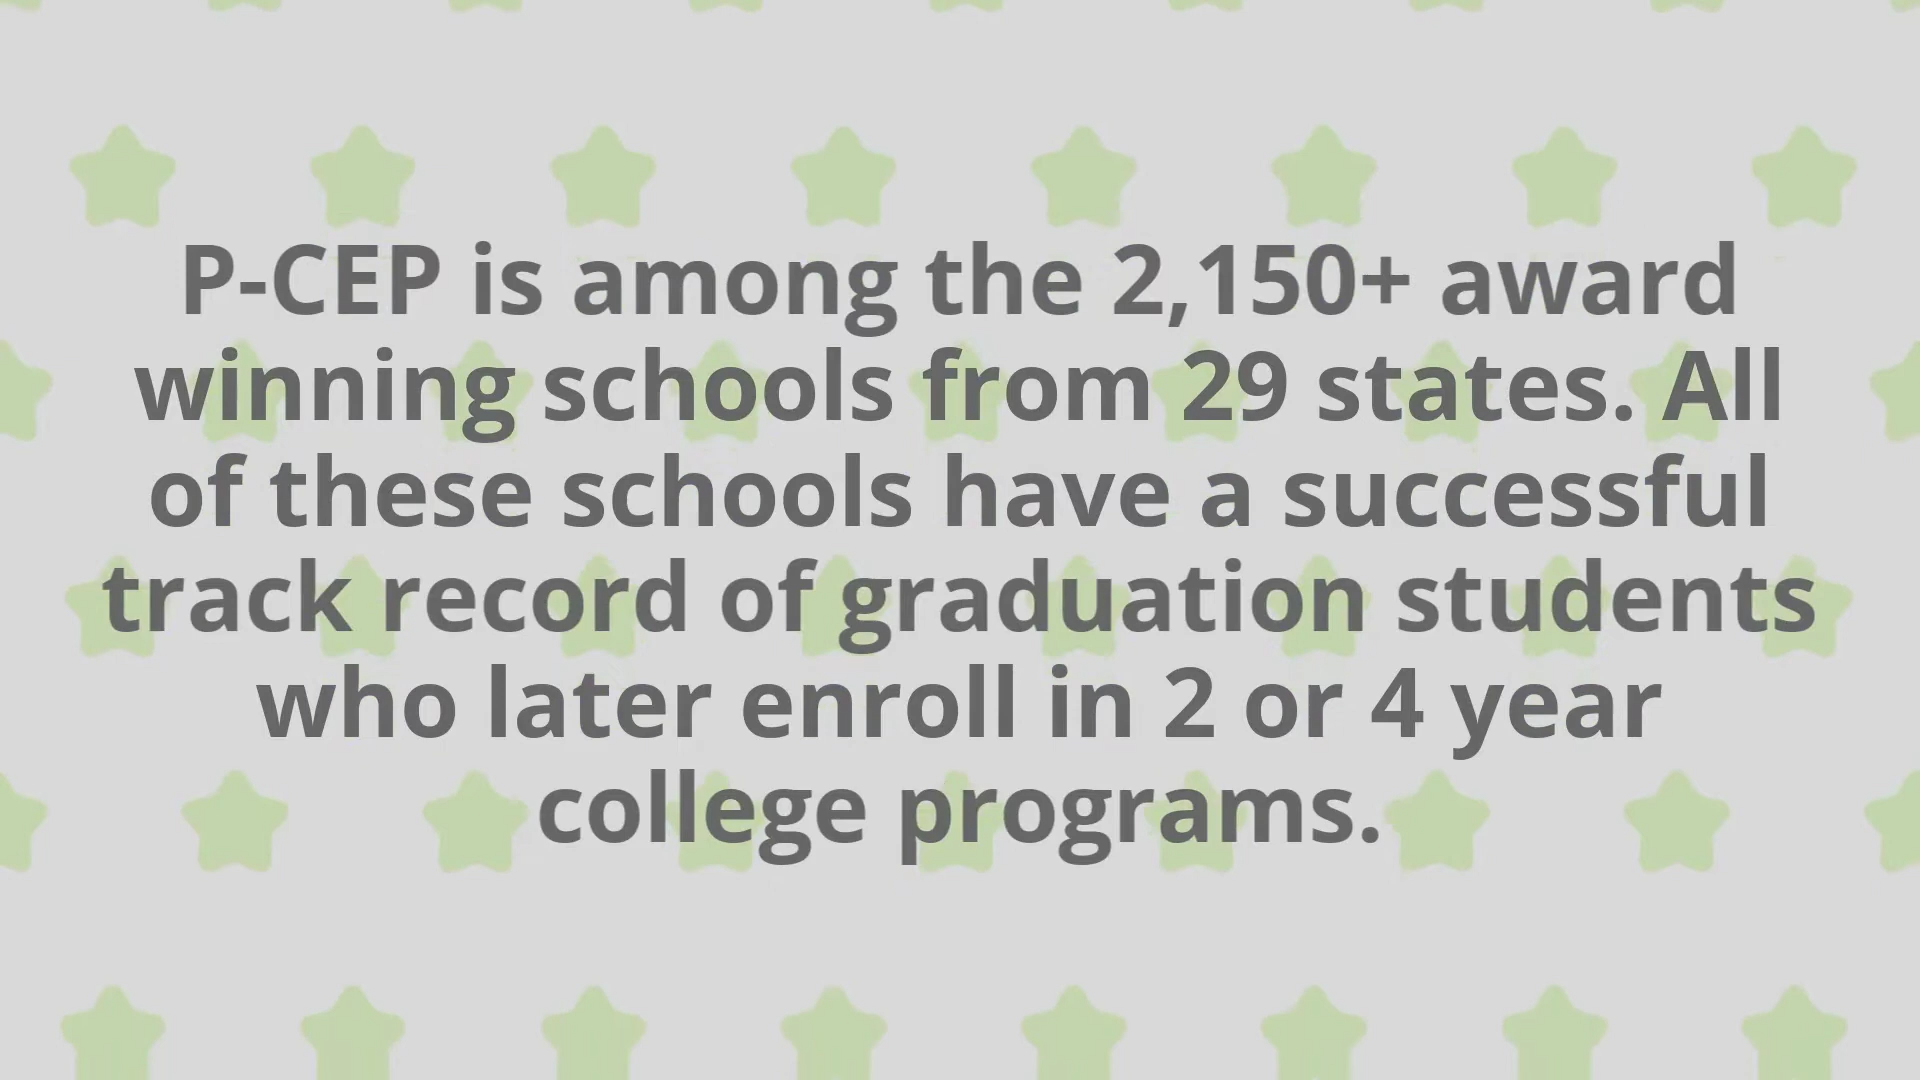 P-CEP is among the 2,150+ award
winning schools from 29 states. All
of these schools have a successful
track record of graduation students
who later enroll in 2 or 4 year
college programs.